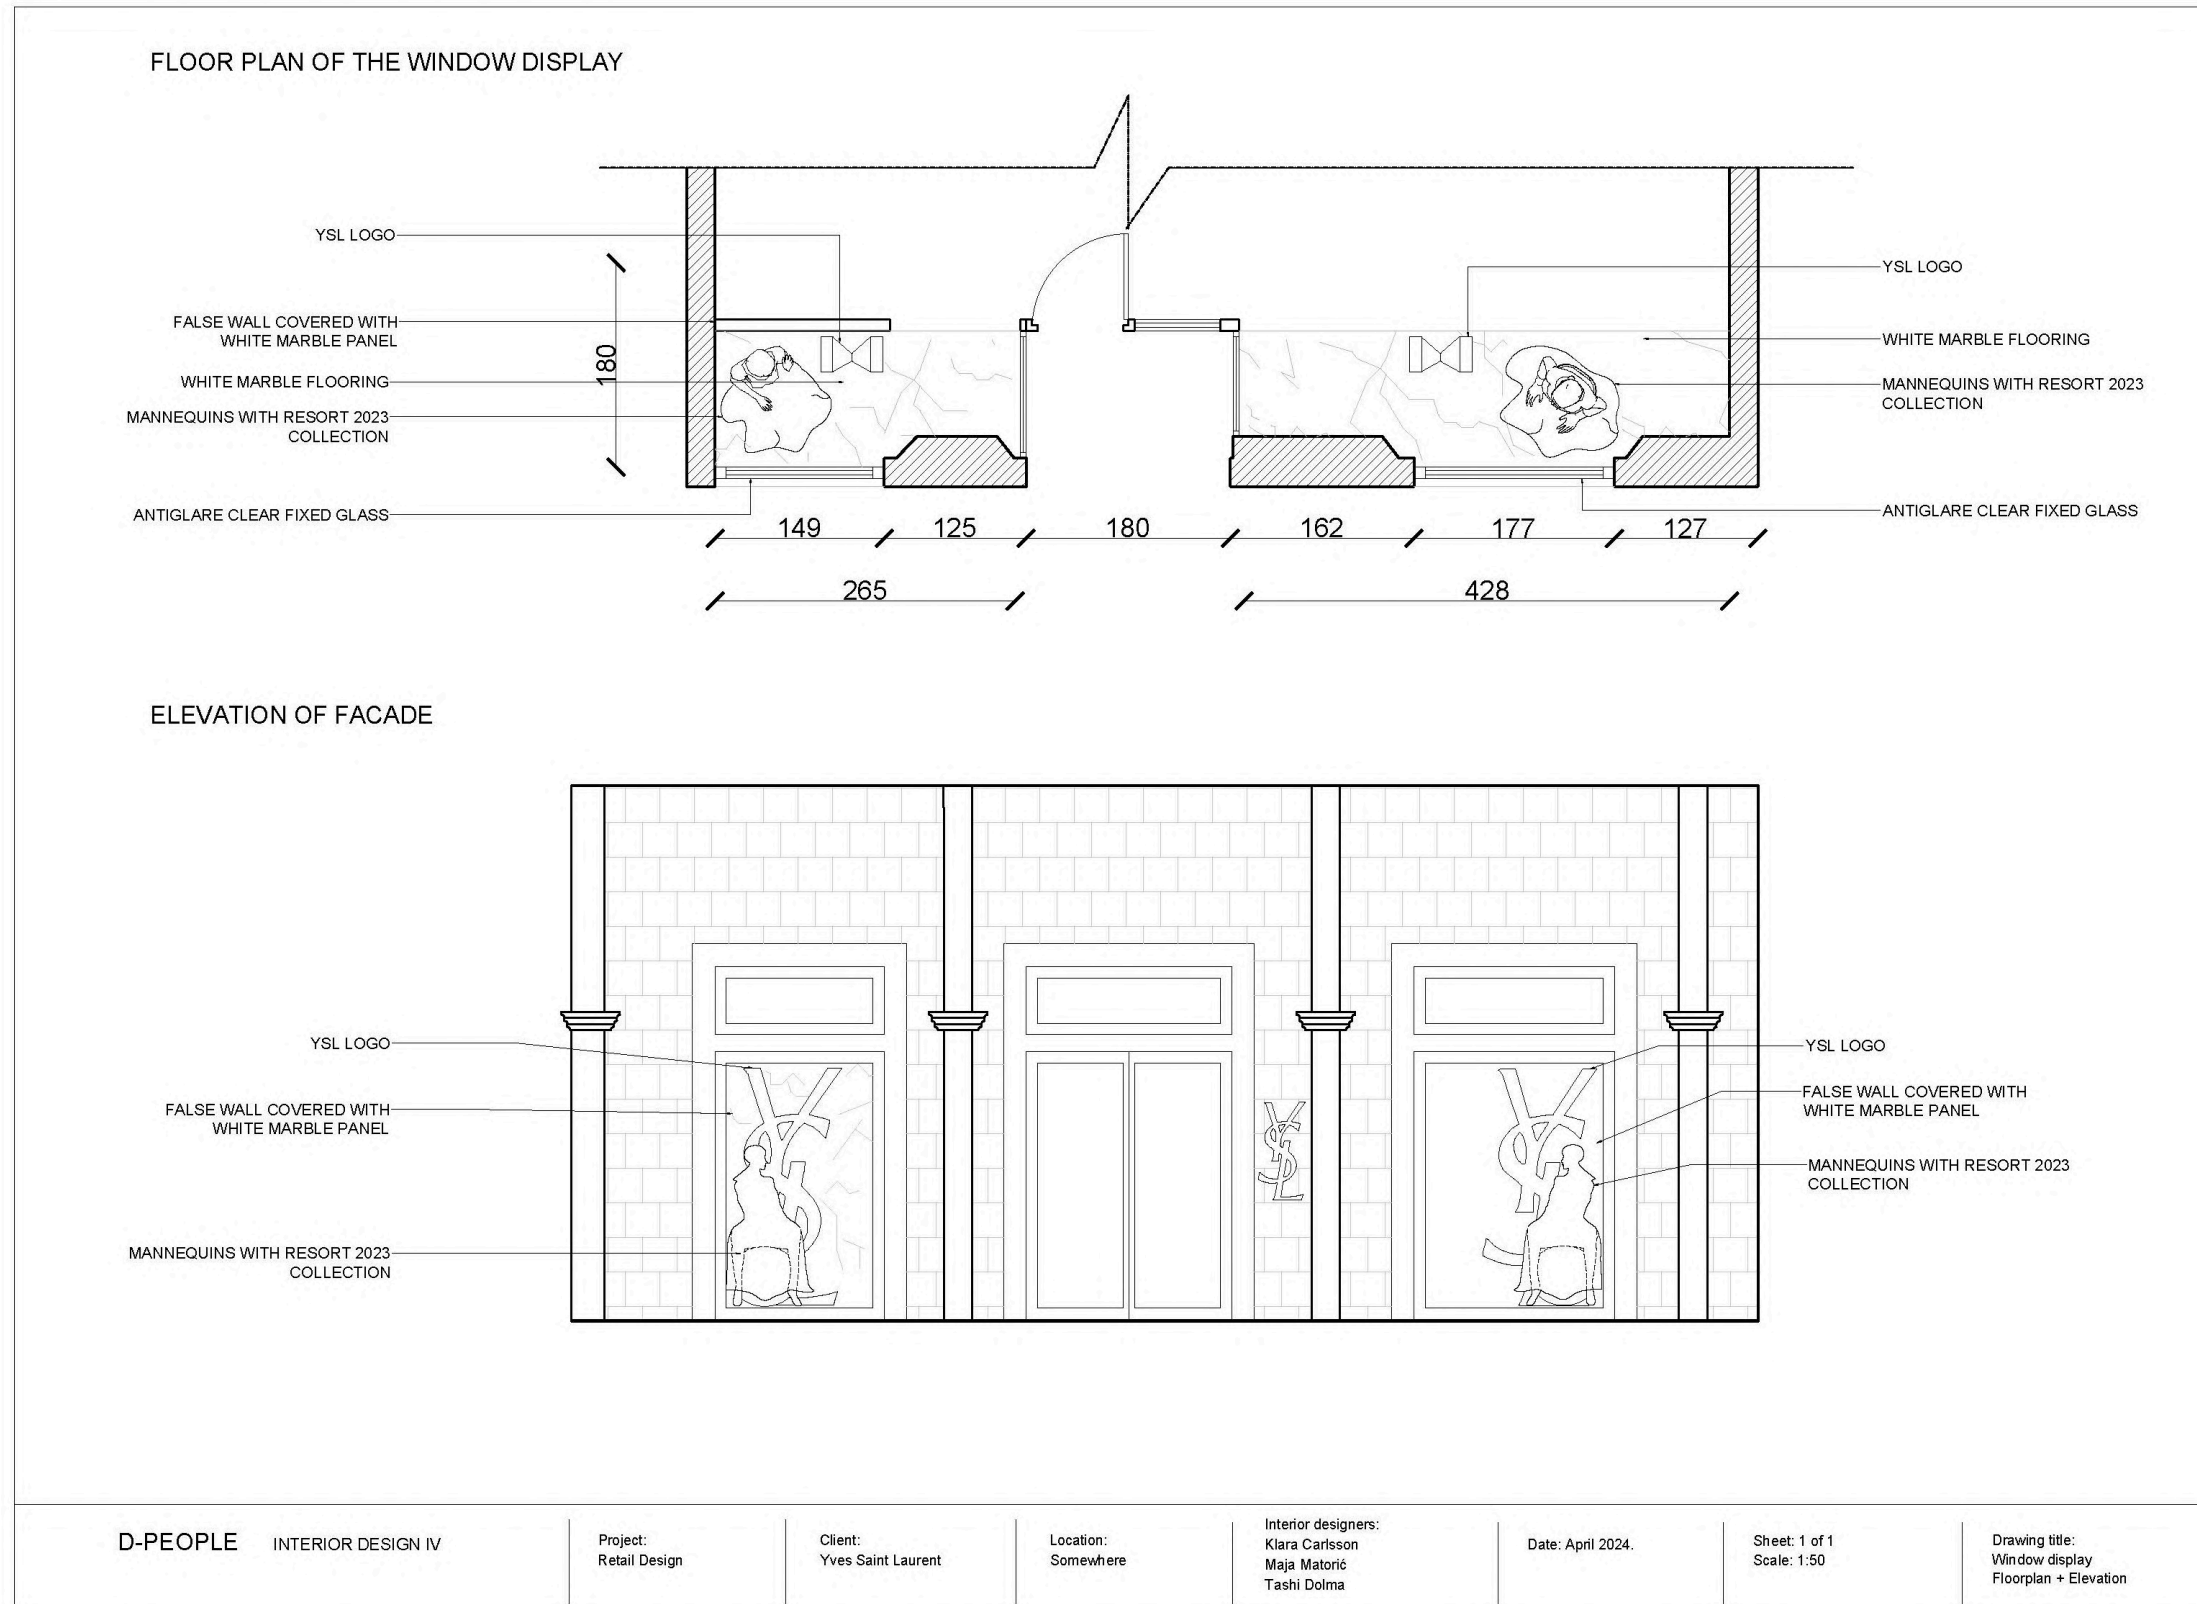 FLOOR PLAN OF THE WINDOW DISPLAY
YSL LOGO
FALSE WALL COVERED WITH
WHITE MARBLE PANEL
WHITE MARBLE FLOORING
MANNEQUINS WITH RESORT 2023
COLLECTION
ANTIGLARE CLEAR FIXED GLASS
180
YSL LOGO
WHITE MARBLE FLOORING
MANNEQUINS WITH RESORT 2023
COLLECTION
ANTIGLARE CLEAR FIXED GLASS
149 125 180 162 177 127
265 428
ELEVATION OF FACADE
YSL LOGO
FALSE WALL COVERED WITH
WHITE MARBLE PANEL
MANNEQUINS WITH RESORT 2023
COLLECTION
YSL
YSL
YSL
YSL LOGO
FALSE WALL COVERED WITH
WHITE MARBLE PANEL
MANNEQUINS WITH RESORT 2023
COLLECTION
D-PEOPLE INTERIOR DESIGN IV
Project:
Retail Design
Client:
Yves Saint Laurent
Location:
Somewhere
Interior designers:
Klara Carlsson
Maja Matorić
Tashi Dolma
Date: April 2024.
Sheet: 1 of 1
Scale: 1:50
Drawing title:
Window display
Floorplan + Elevation